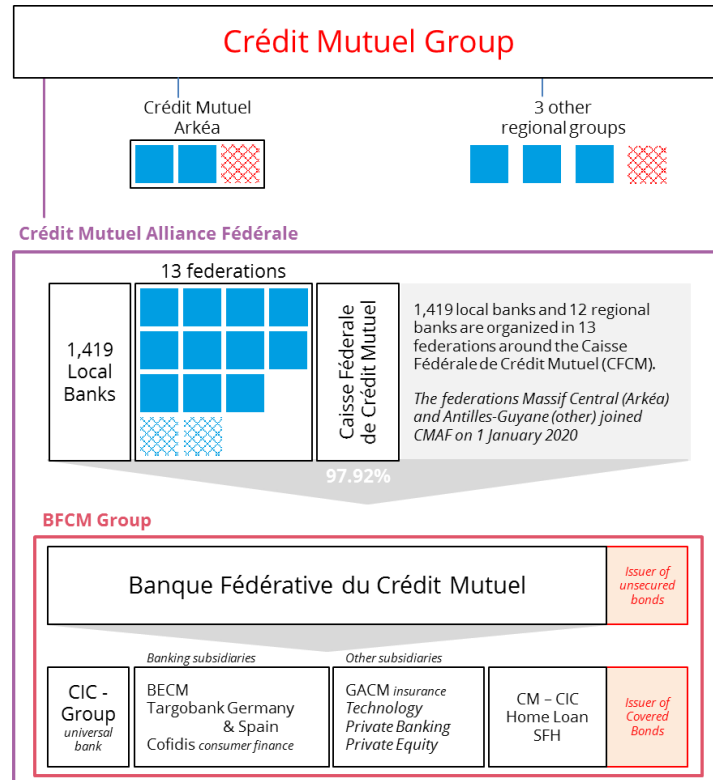 Crédit Mutuel Group
Crédit Mutuel
Arkéa
3 other
regional groups
Crédit Mutuel Alliance Fédérale
13 federations
1,419
Local
Banks
Caisse Féderale
de Crédit Mutuel
1,419 local banks and 12 regional
banks are organized in 13
federations around the Caisse
Fédérale de Crédit Mutuel (CFCM).
The federations Massif Central (Arkéa)
and Antilles-Guyane (other) joined
CMAF on 1 January 2020
97.92%
BFCM Group
Banque Fédérative du Crédit Mutuel
Issuer of
unsecured
bonds
Banking subsidiaries
Other subsidiaries
CIC -
Group
universal
bank
BECM
Targobank Germany
& Spain
Cofidis consumer finance
GACM insurance
Technology
Private Banking
Private Equity
CM – CIC
Home Loan
SFH
Issuer of
Covered
Bonds